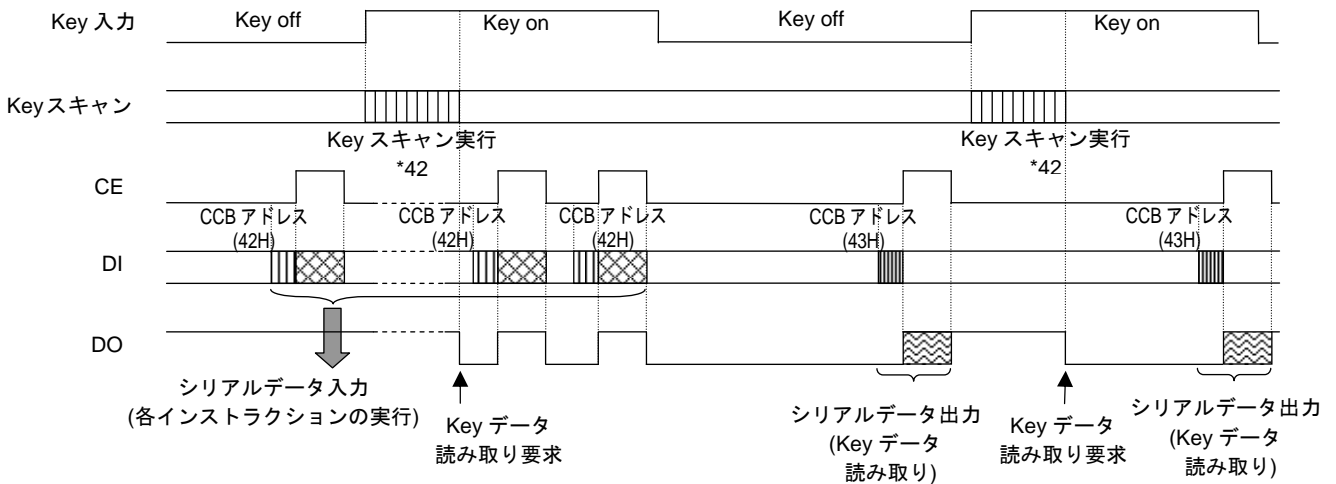 Key 入力
Key off
Key on
Key off
Key on
Key スキャン
Key スキャン実行
*42
Key スキャン実行
*42
CE
CCB アドレス
(42H)
CCB アドレス
(42H)
CCB アドレス
(42H)
CCB アドレス
(43H)
CCB アドレス
(43H)
DI
DO
シリアルデータ入力
(各インストラクションの実行)
Key データ
読み取り要求
シリアルデータ出力
(Key データ
読み取り)
Key データ
読み取り要求
シリアルデータ出力
(Key データ
読み取り)